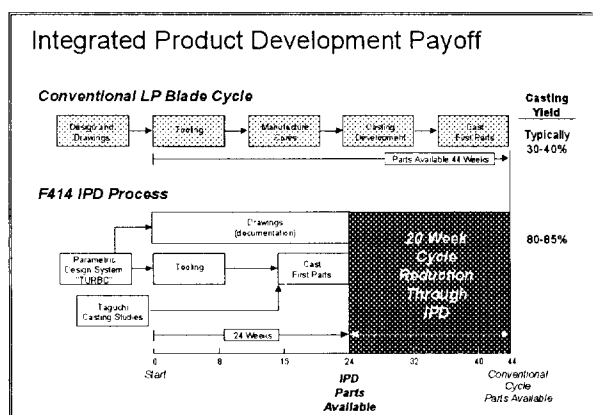 Integrated Product Development Payoff
Conventional LP Blade Cycle
Casting
Yield
Design and
Drawings
Tooling
Manufacture
Cores
Casting
Development
Cast
First Parts
Typically
30-40%
Parts Available 44 Weeks
F414 IPD Process
Drawings
(documentation)
80-85%
Parametric
Design System
"TURBC"
Tooling
Cast
First Parts
20 Week
Cycle
Reduction
Through
IPD
Taguchi
Casting Studies
24 Weeks
0 8 15 24 32 40 44
Start
IPD
Parts
Available
Conventional
Cycle
Parts Available